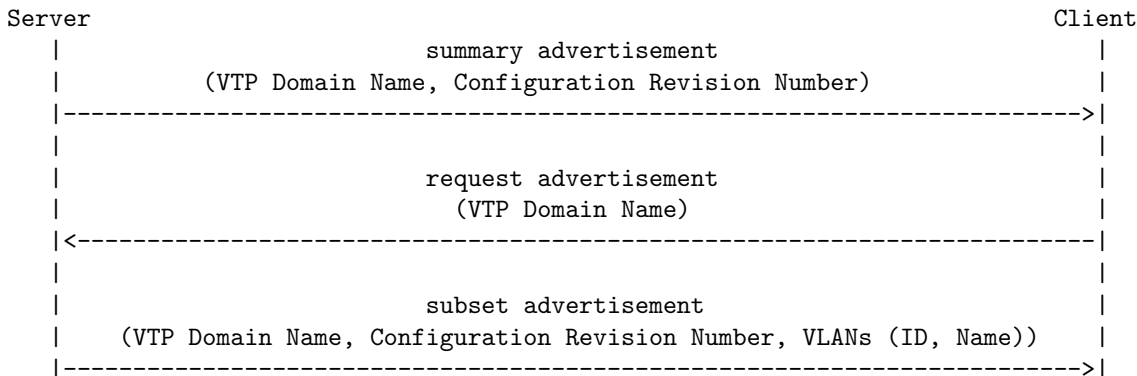 Server Client
summary advertisement
(VTP Domain Name, Configuration Revision Number)
request advertisement
(VTP Domain Name)
subset advertisement
(VTP Domain Name, Configuration Revision Number, VLANs (ID, Name))